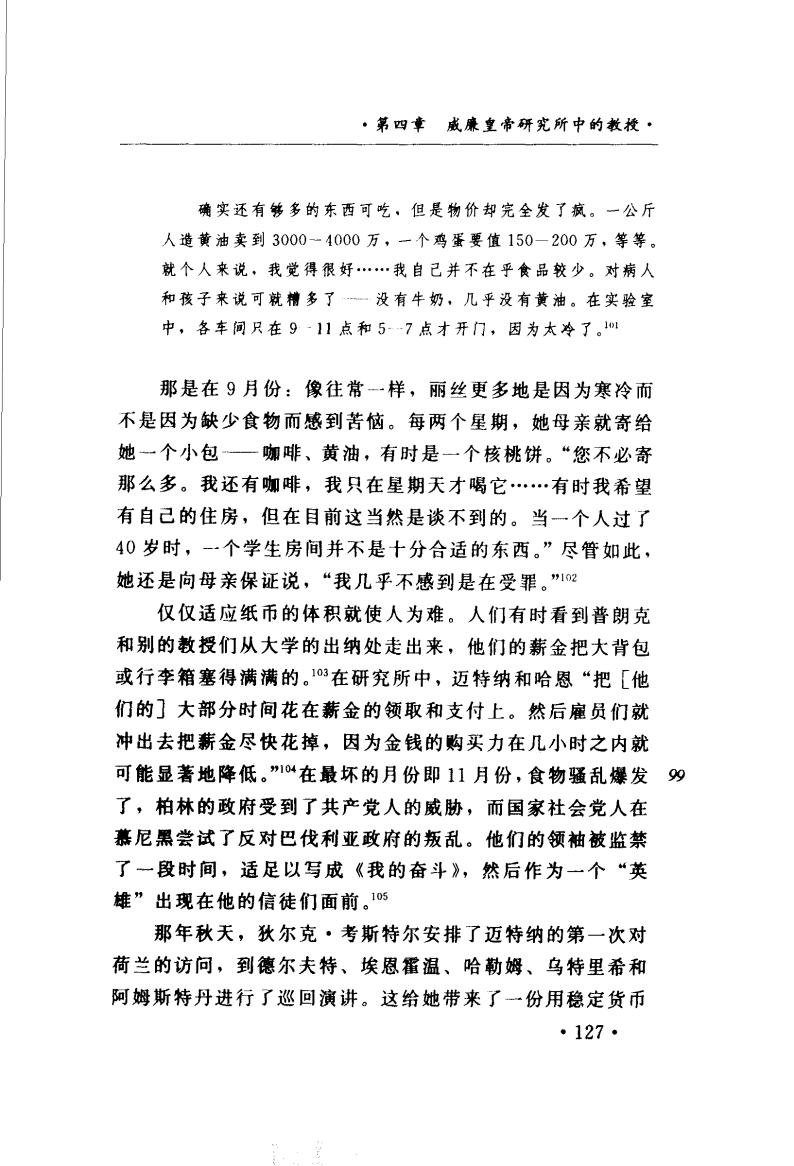 ·第四章 威廉皇帝研究所中的教授·
确实还有够多的东西可吃，但是物价却完全发了疯。一公斤
人造黄油卖到 3000—4000 万，一个鸡蛋要值 150—200 万，等等。
就个人来说，我觉得很好……我自己并不在乎食品较少。对病人
和孩子来说可就糟多了——没有牛奶，几乎没有黄油。在实验室
中，各车间只在 9—11 点和 5—7 点才开门，因为太冷了。101
那是在 9 月份：像往常一样，丽丝更多地是因为寒冷而
不是因为缺少食物而感到苦恼。每两个星期，她母亲就寄给
她一个小包——咖啡、黄油，有时是一个核桃饼。“您不必寄
那么多。我还有咖啡，我只在星期天才喝它……有时我希望
有自己的住房，但在目前这当然是谈不到的。当一个人过了
40 岁时，一个学生房间并不是十分合适的东西。”尽管如此，
她还是向母亲保证说，“我几乎不感到是在受罪。”102
仅仅适应纸币的体积就使人为难。人们有时看到普朗克
和别的教授们从大学的出纳处走出来，他们的薪金把大背包
或行李箱塞得满满的。103在研究所中，迈特纳和哈恩“把［他
们的］大部分时间花在薪金的领取和支付上。然后雇员们就
冲出去把薪金尽快花掉，因为金钱的购买力在几小时之内就
可能显著地降低。”104在最坏的月份即 11 月份，食物骚乱爆发 99
了，柏林的政府受到了共产党人的威胁，而国家社会党人在
慕尼黑尝试了反对巴伐利亚政府的叛乱。他们的领袖被监禁
了一段时间，适足以写成《我的奋斗》，然后作为一个“英
雄”出现在他的信徒们面前。105
那年秋天，狄尔克·考斯特尔安排了迈特纳的第一次对
荷兰的访问，到德尔夫特、埃恩霍温、哈勒姆、乌特里希和
阿姆斯特丹进行了巡回演讲。这给她带来了一份用稳定货币
·127·